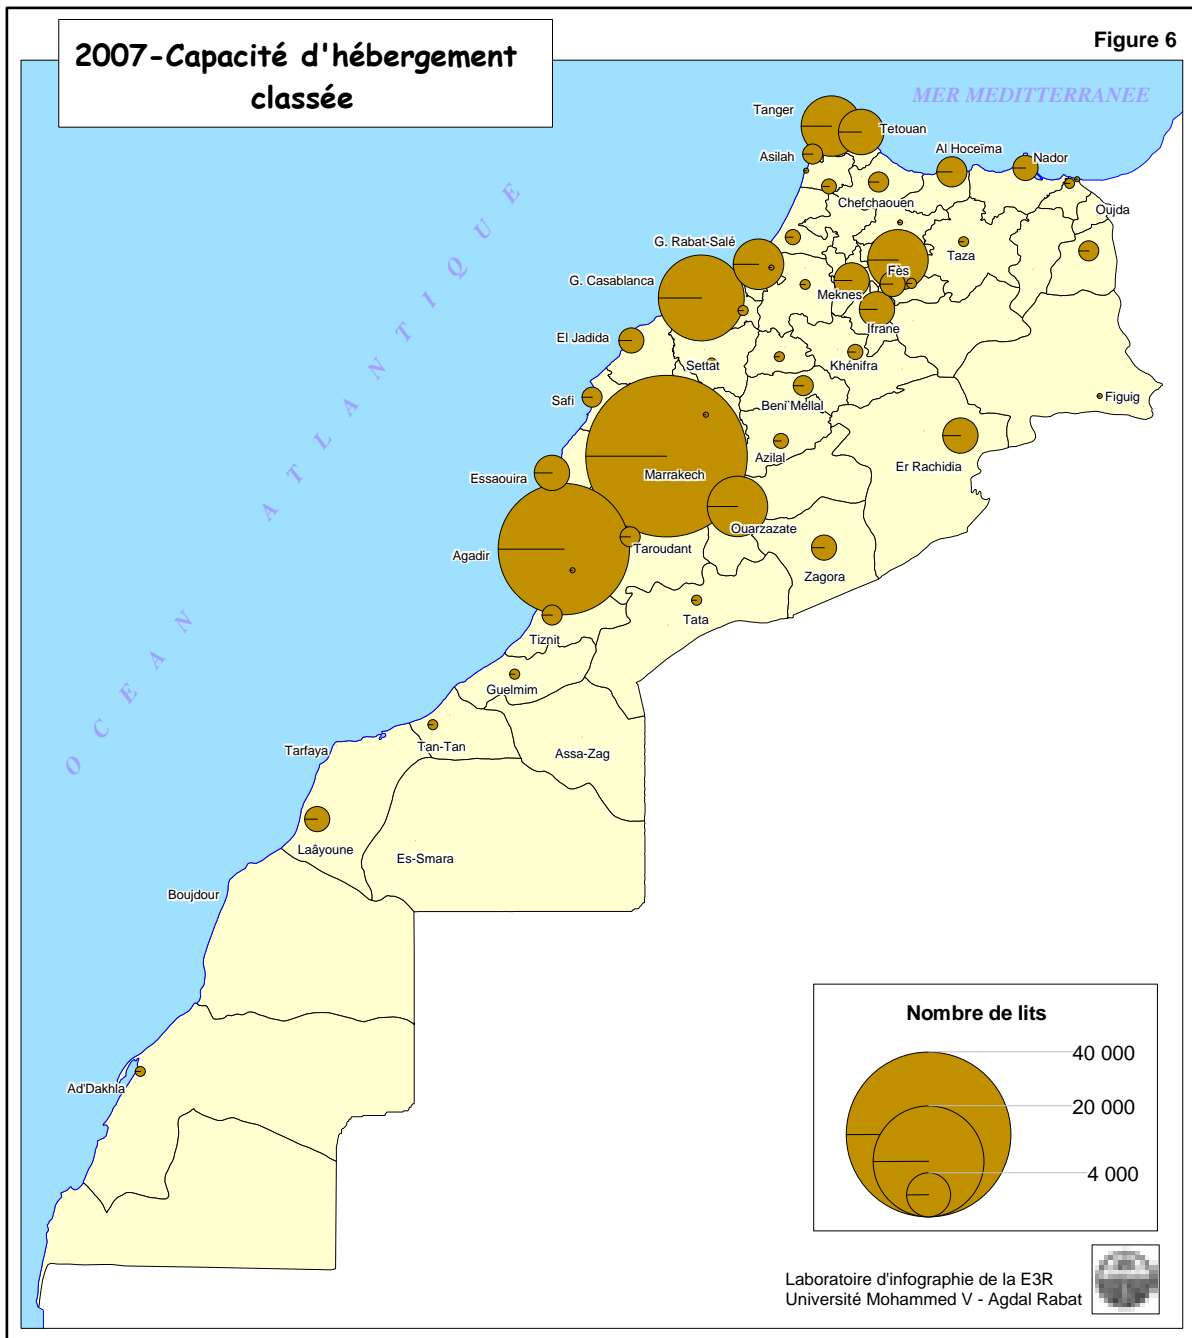 Figure 6
2007-Capacité d'hébergement
classée
MER MEDITTERRANEE
OCEAN ATLANTIQUE
Tanger
Tetouan
Asilah
Al Hoceïma
Nador
Chefchaouen
Oujda
G. Rabat-Salé
Taza
Fès
G. Casablanca
Meknes
Ifrane
El Jadida
Settat
Khénifra
Safi
Beni Mellal
Figuig
Azilal
Er Rachidia
Essaouira
Marrakech
Ouarzazate
Agadir
Taroudant
Zagora
Tata
Tiznit
Guelmim
Tarfaya
Tan-Tan
Assa-Zag
Laâyoune
Es-Smara
Boujdour
Ad'Dakhla
Nombre de lits
40 000
20 000
4 000
Laboratoire d'infographie de la E3R
Université Mohammed V - Agdal Rabat